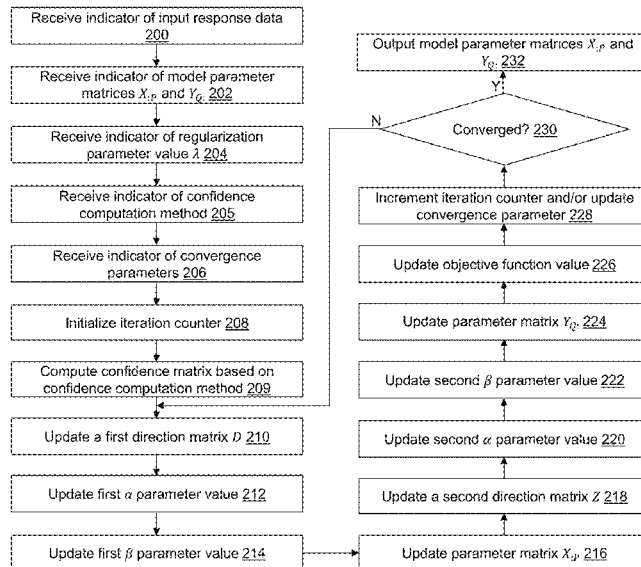 Receive indicator of input response data
200
Receive indicator of model parameter
matrices X:P and YQ: 202
Receive indicator of regularization
parameter value λ 204
Receive indicator of confidence
computation method 205
Receive indicator of convergence
parameters 206
Initialize iteration counter 208
Compute confidence matrix based on
confidence computation method 209
Update a first direction matrix D 210
Update first α parameter value 212
Update first β parameter value 214
Update parameter matrix X:P 216
Update a second direction matrix Z 218
Update second α parameter value 220
Update second β parameter value 222
Update parameter matrix YQ: 224
Update objective function value 226
Increment iteration counter and/or update
convergence parameter 228
Converged? 230
N
Y
Output model parameter matrices X:P and
YQ: 232